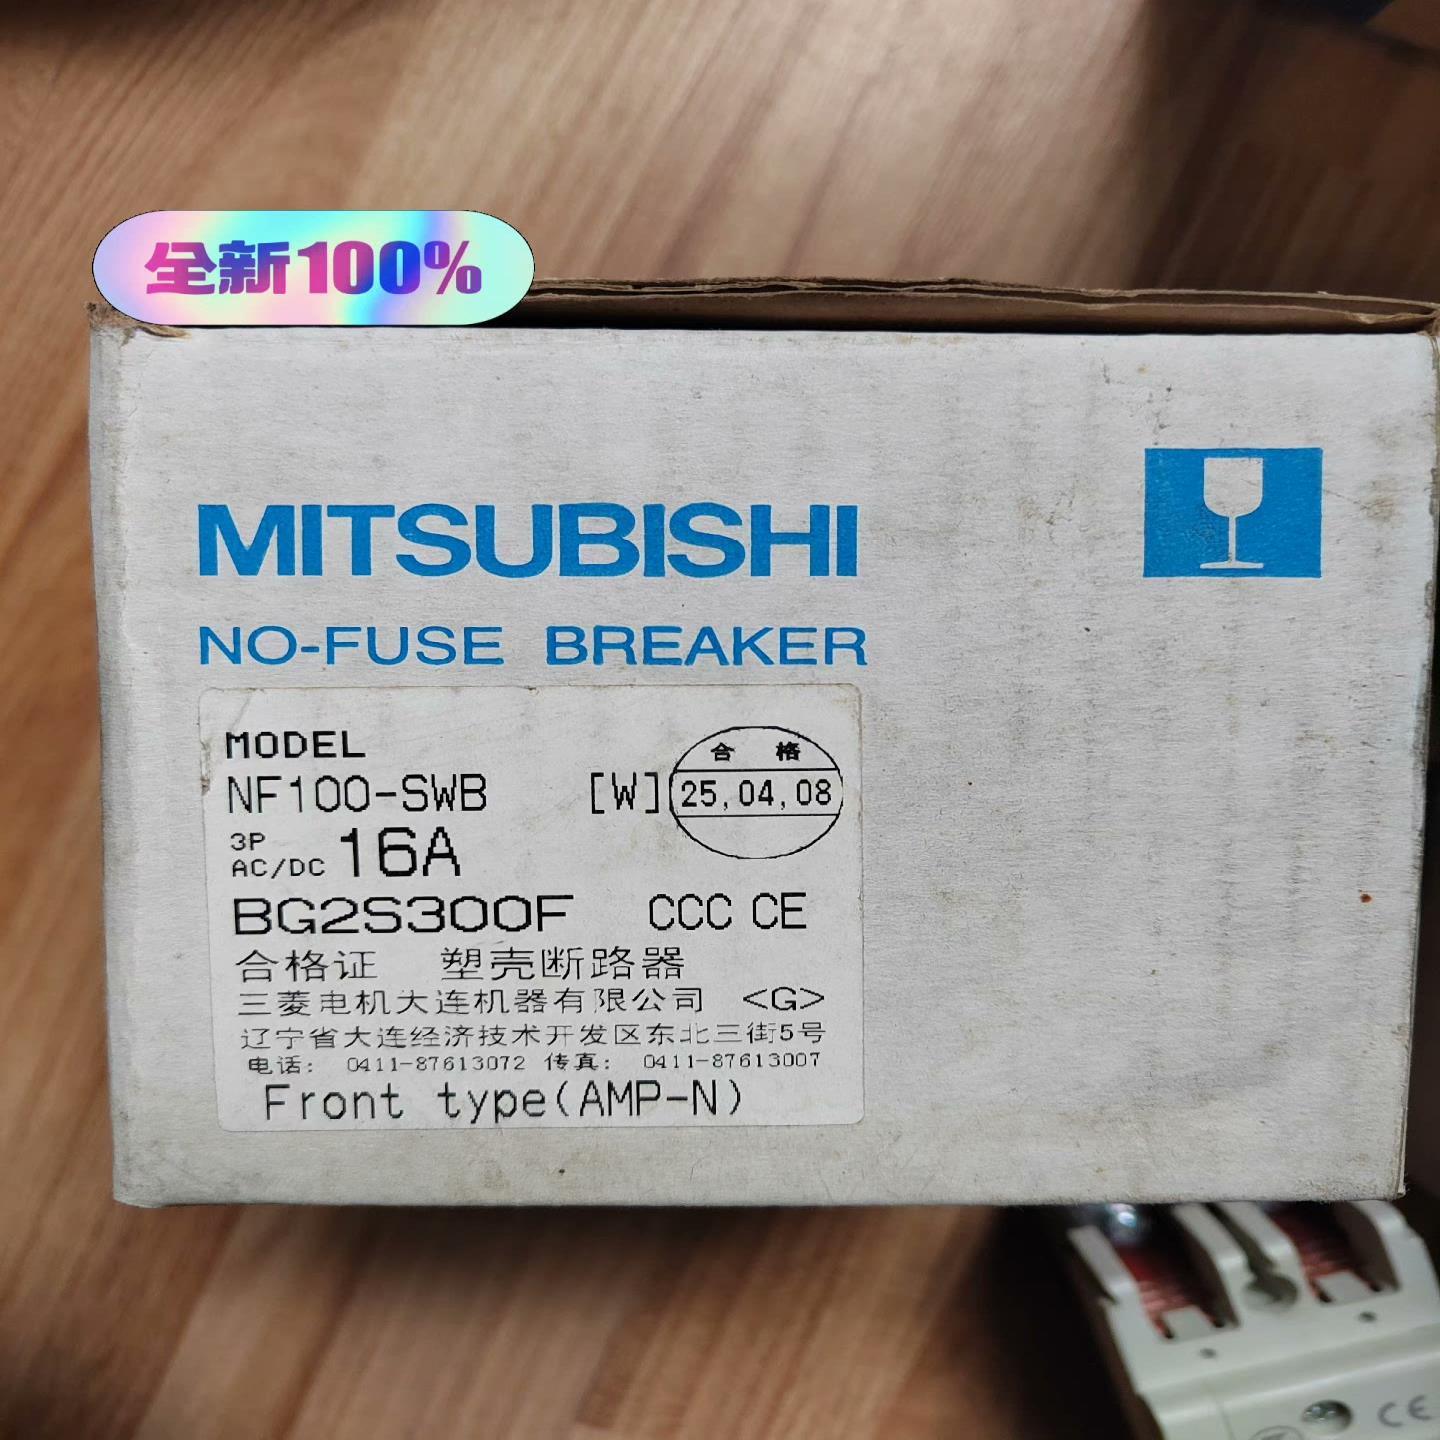 全新100%
MITSUBISHI
NO-FUSE BREAKER
MODEL
合 格
NF100-SWB [W] 25,04,08
3P
AC/DC 16A
BG2S300F CCC CE
合格证 塑壳断路器
三菱电机大连机器有限公司 <G>
辽宁省大连经济技术开发区东北三街5号
电话: 0411-87613072 传真: 0411-87613007
Front type(AMP-N)
CE